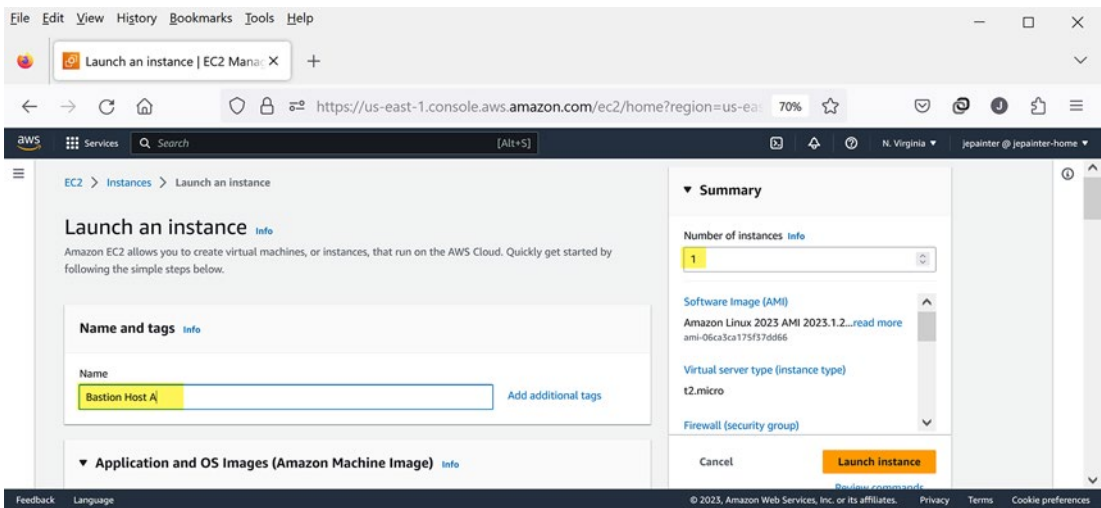 File Edit View History Bookmarks Tools Help
Launch an instance | EC2 Mana
https://us-east-1.console.aws.amazon.com/ec2/home?region=us-eas
70%
aws Services Search [Alt+S] N. Virginia jepainter @ jepainter-home
EC2 > Instances > Launch an instance
Launch an instance Info
Amazon EC2 allows you to create virtual machines, or instances, that run on the AWS Cloud. Quickly get started by
following the simple steps below.
Name and tags Info
Name
Bastion Host A
Add additional tags
Application and OS Images (Amazon Machine Image) Info
Summary
Number of instances Info
1
Software Image (AMI)
Amazon Linux 2023 AMI 2023.1.2...read more
ami-06ca3ca175f37dd66
Virtual server type (instance type)
t2.micro
Firewall (security group)
Cancel
Launch instance
Review commands
Feedback Language © 2023, Amazon Web Services, Inc. or its affiliates. Privacy Terms Cookie preferences